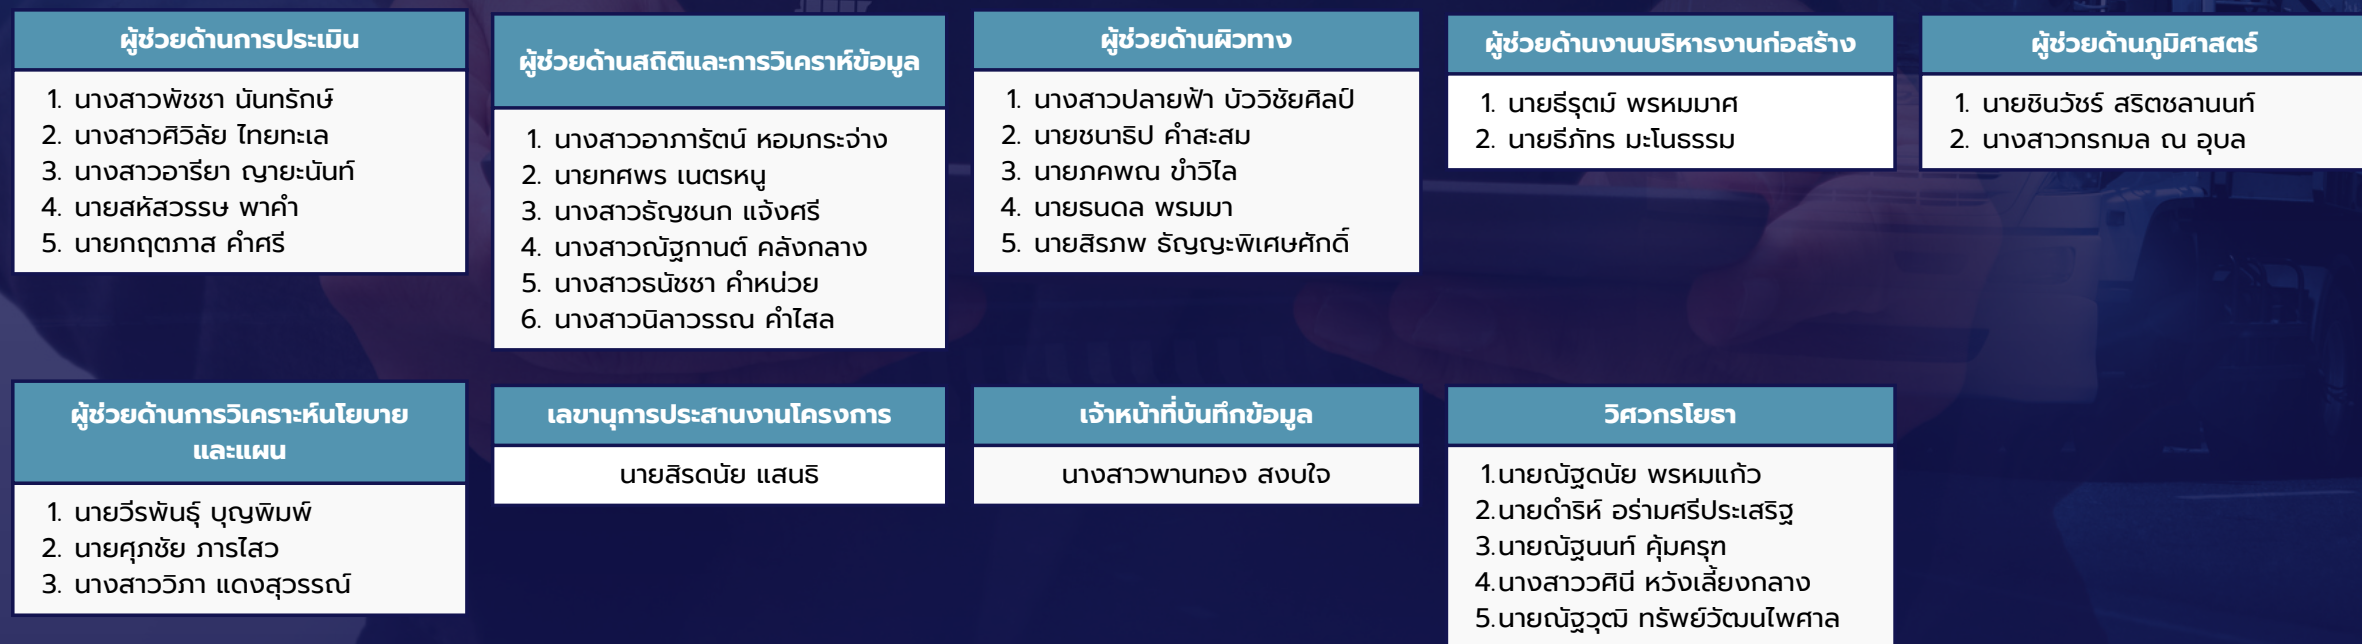 ผู้ช่วยด้านการประเมิน
1. นางสาวพัชชา นันทรักษ์
2. นางสาวศิวิลัย ไทยทะเล
3. นางสาวอารียา ญายะนันท์
4. นายสหัสวรรษ พาคำ
5. นายกฤตภาส คำศรี
ผู้ช่วยด้านสถิติและการวิเคราห์ข้อมูล
1. นางสาวอาภารัตน์ หอมกระจ่าง
2. นายทศพร เนตรหนู
3. นางสาวธัญชนก แจ้งศรี
4. นางสาวณัฐกานต์ คลังกลาง
5. นางสาวธนัชชา คำหน่วย
6. นางสาวนิลาวรรณ คำไสล
ผู้ช่วยด้านผิวทาง
1. นางสาวปลายฟ้า บัววิชัยศิลป์
2. นายชนาธิป คำสะสม
3. นายภคพณ ขำวิไล
4. นายธนดล พรมมา
5. นายสิรภพ ธัญญะพิเศษศักดิ์
ผู้ช่วยด้านงานบริหารงานก่อสร้าง
1. นายธีรุตม์ พรหมมาศ
2. นายธีภัทร มะโนธรรม
ผู้ช่วยด้านภูมิศาสตร์
1. นายชินวัชร์ สริตชลานนท์
2. นางสาวกรกมล ณ อุบล
ผู้ช่วยด้านการวิเคราะห์นโยบาย
และแผน
1. นายวีรพันธุ์ บุญพิมพ์
2. นายศุภชัย ภารไสว
3. นางสาววิภา แดงสุวรรณ์
เลขานุการประสานงานโครงการ
นายสิรดนัย แสนธิ
เจ้าหน้าที่บันทึกข้อมูล
นางสาวพานทอง สงบใจ
วิศวกรโยธา
1.นายณัฐดนัย พรหมแก้ว
2.นายดำริห์ อร่ามศรีประเสริฐ
3.นายณัฐนนท์ คุ้มครุฑ
4.นางสาววศินี หวังเลี้ยงกลาง
5.นายณัฐวุฒิ ทรัพย์วัฒนไพศาล